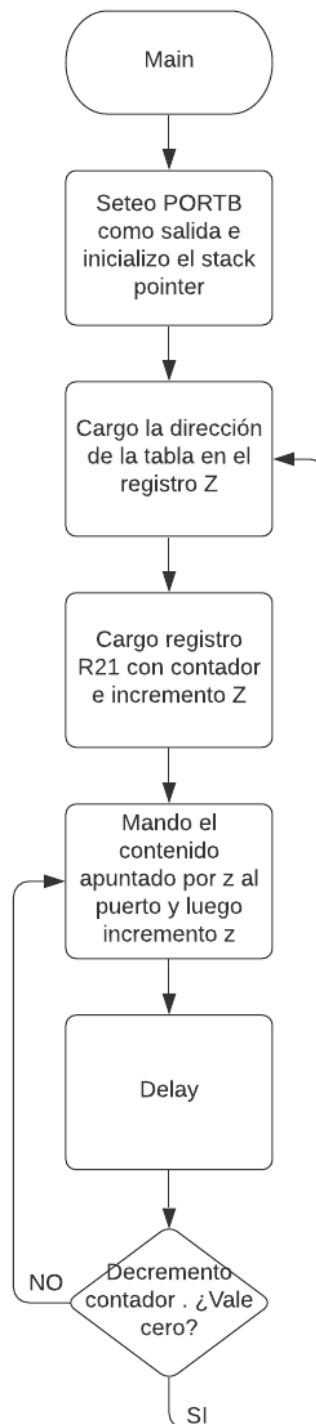 Main
Seteo PORTB
como salida e
inicializo el stack
pointer
Cargo la dirección
de la tabla en el
registro Z
Cargo registro
R21 con contador
e incremento Z
Mando el
contenido
apuntado por z al
puerto y luego
incremento z
Delay
Decremento
contador . ¿Vale
cero?
NO
SI